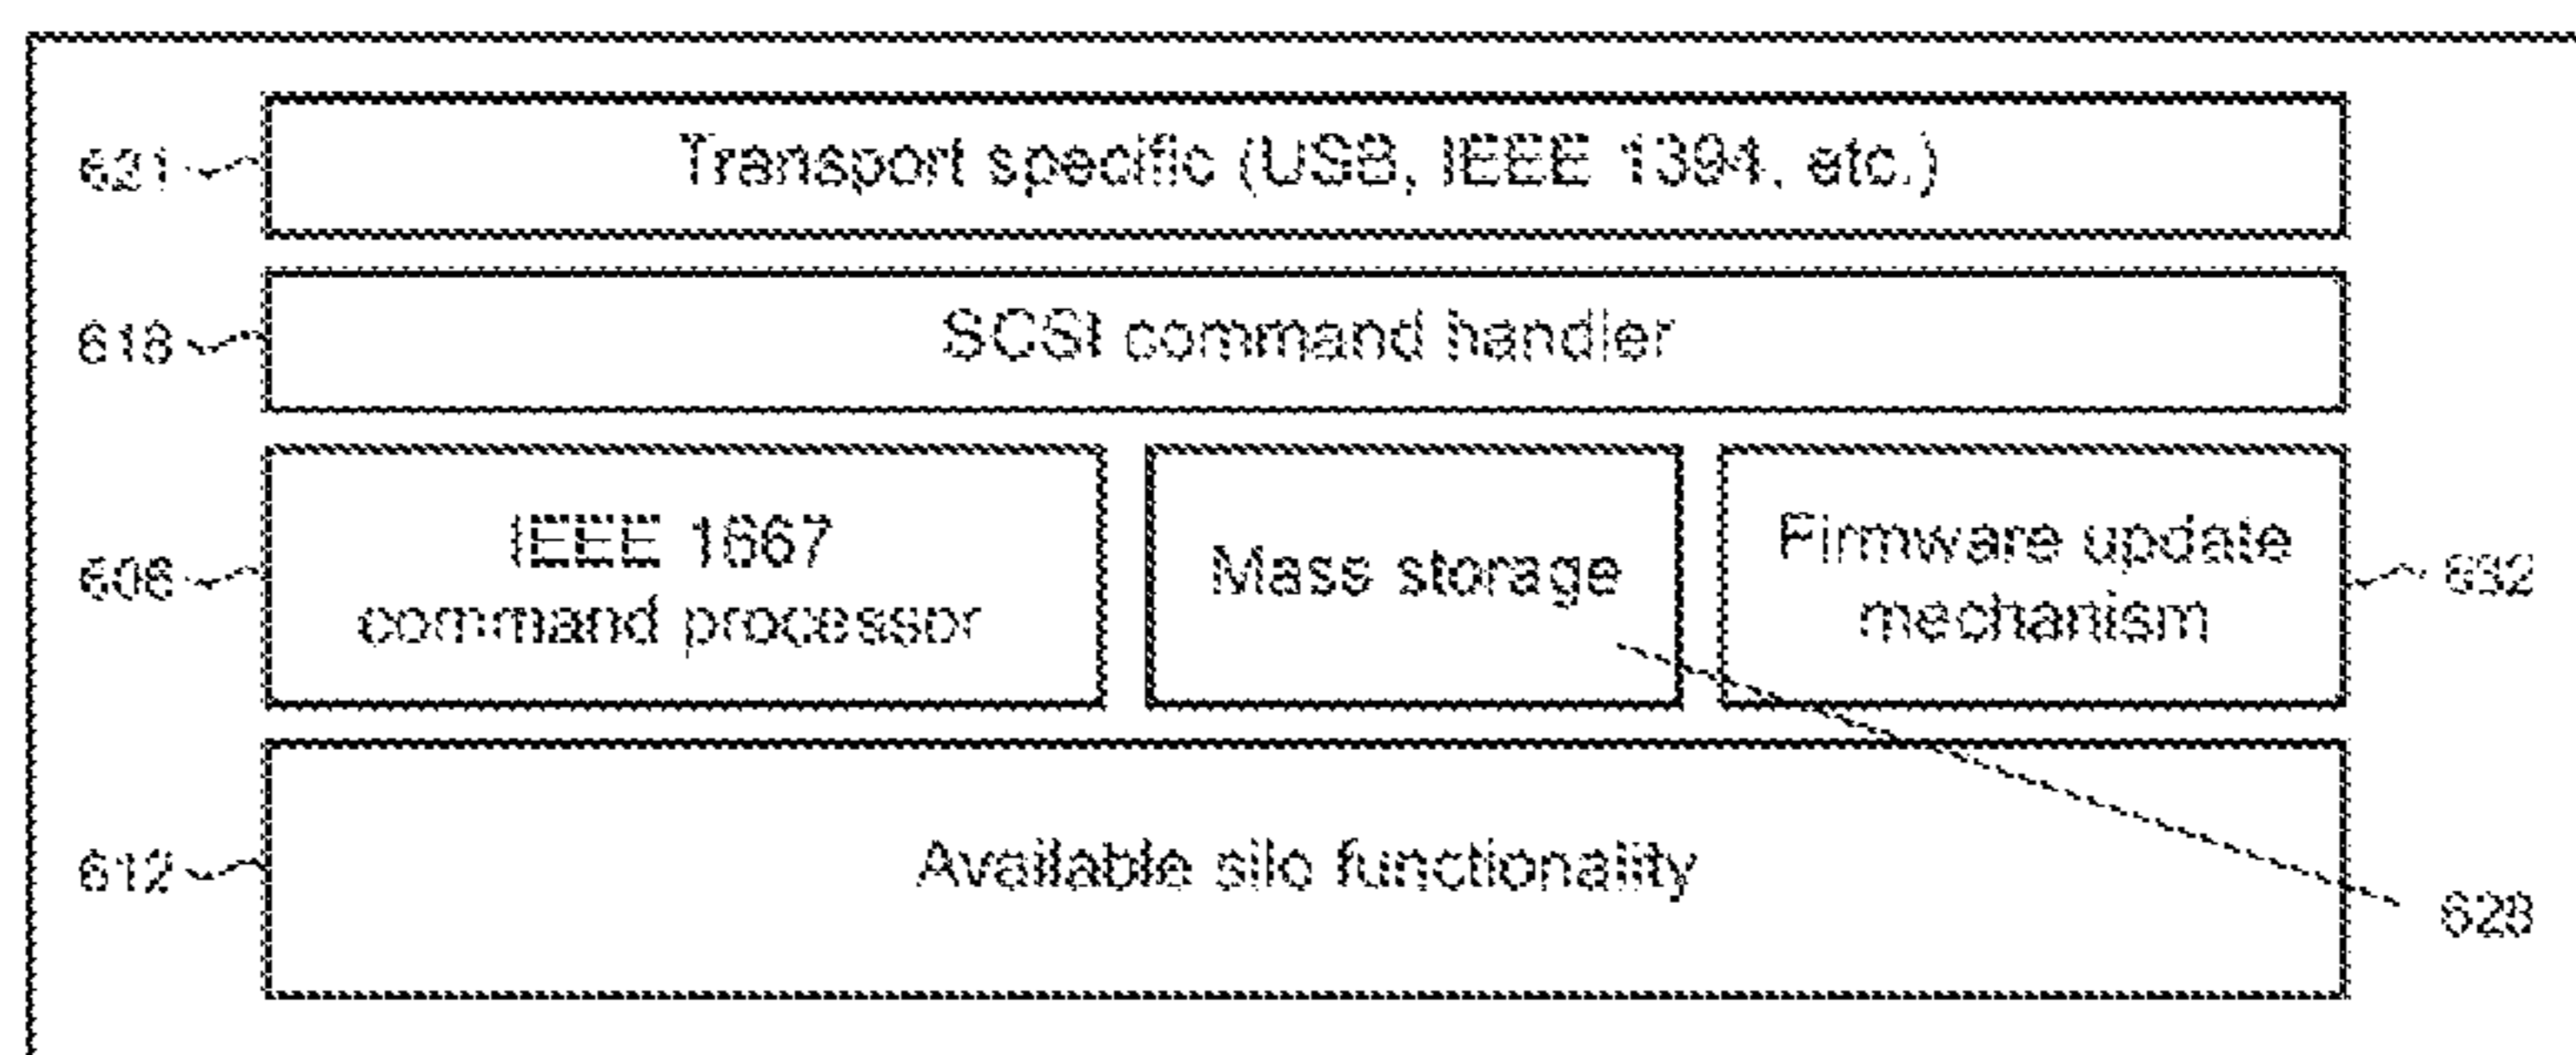 621 Transport specific (USB, IEEE 1394, etc.)
618 SCSI command handler
IEEE 1667
command processor
606
Mass storage
Firmware update
mechanism
632
612 Available silo functionality
628